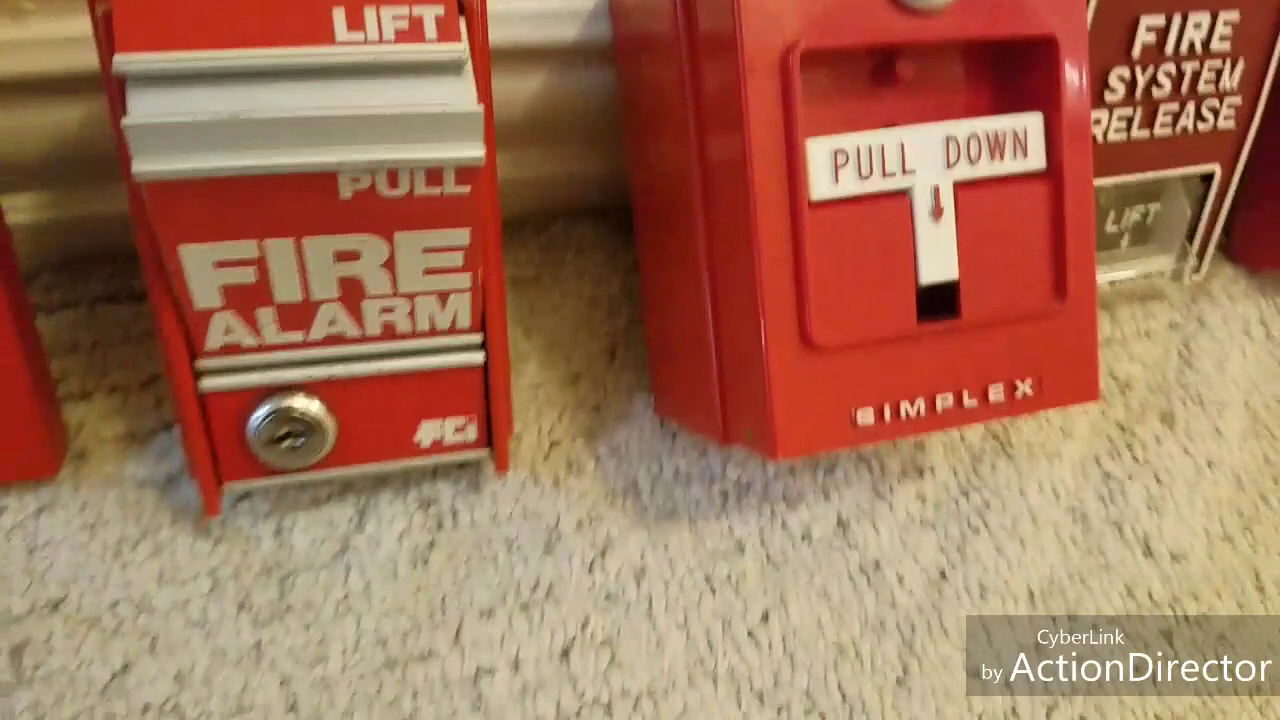 LIFT
PULL
FIRE
ALARM
FCI
PULL DOWN
SIMPLEX
FIRE
SYSTEM
RELEASE
LIFT
CyberLink
by ActionDirector